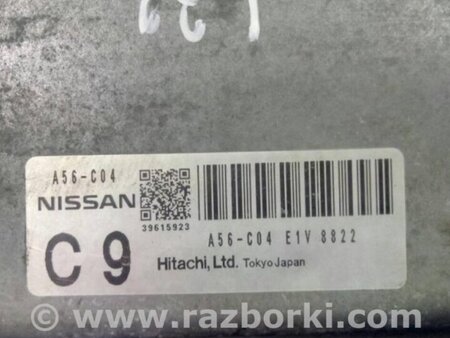 A56-C04
NISSAN
39615923
C9
A56-C04 E1V 8822
Hitachi, Ltd. Tokyo Japan
© www.razborki.com